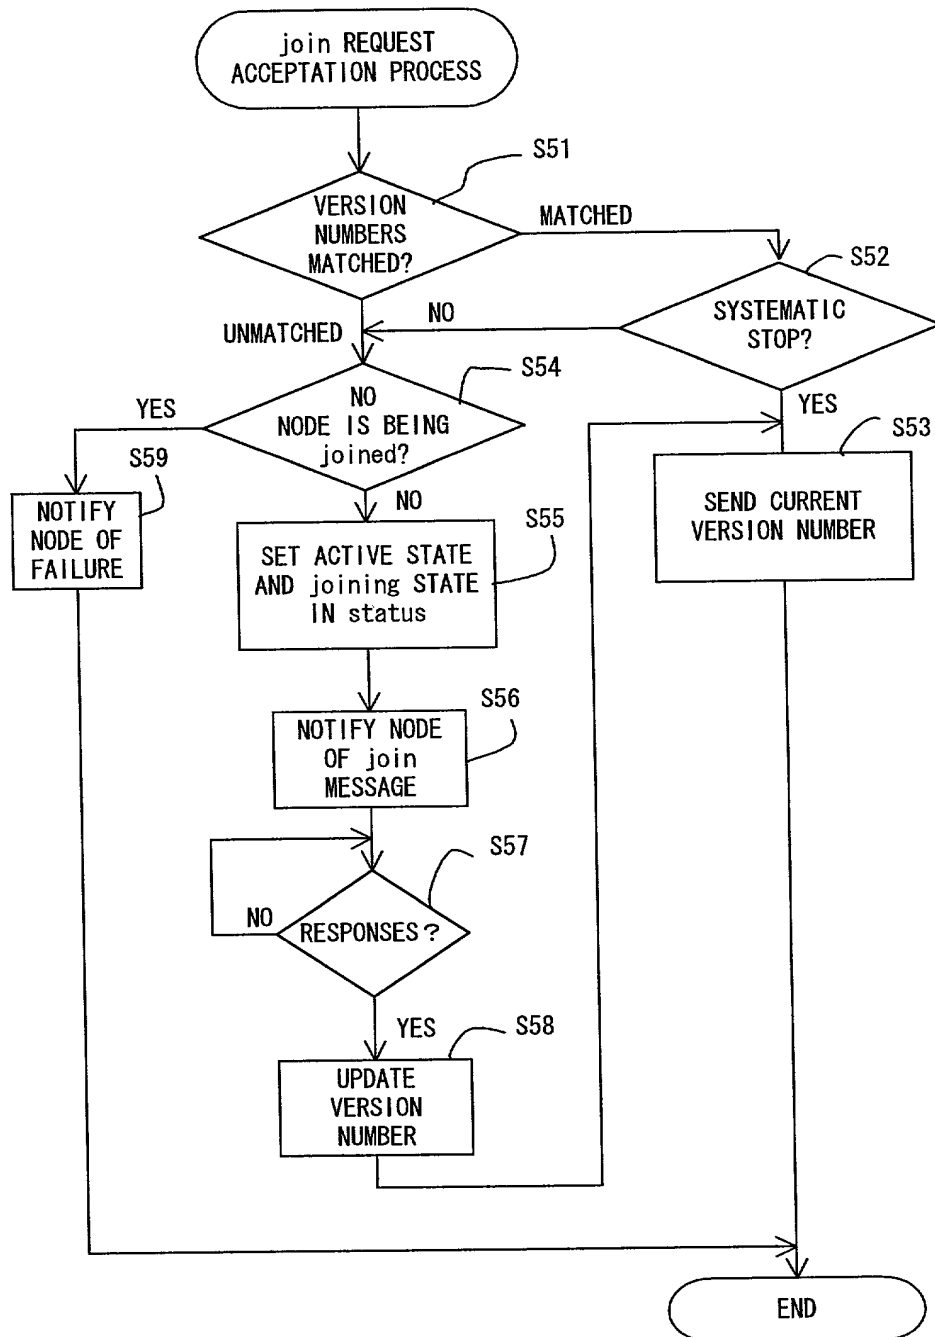 join REQUEST
ACCEPTATION PROCESS
S51
VERSION
NUMBERS
MATCHED?
MATCHED
S52
SYSTEMATIC
STOP?
NO
UNMATCHED
YES
S54
NO
NODE IS BEING
joined?
YES
S59
NOTIFY
NODE OF
FAILURE
NO
S53
SEND CURRENT
VERSION NUMBER
S55
SET ACTIVE STATE
AND joining STATE
IN status
S56
NOTIFY NODE
OF join
MESSAGE
S57
NO
RESPONSES?
YES
S58
UPDATE
VERSION
NUMBER
END